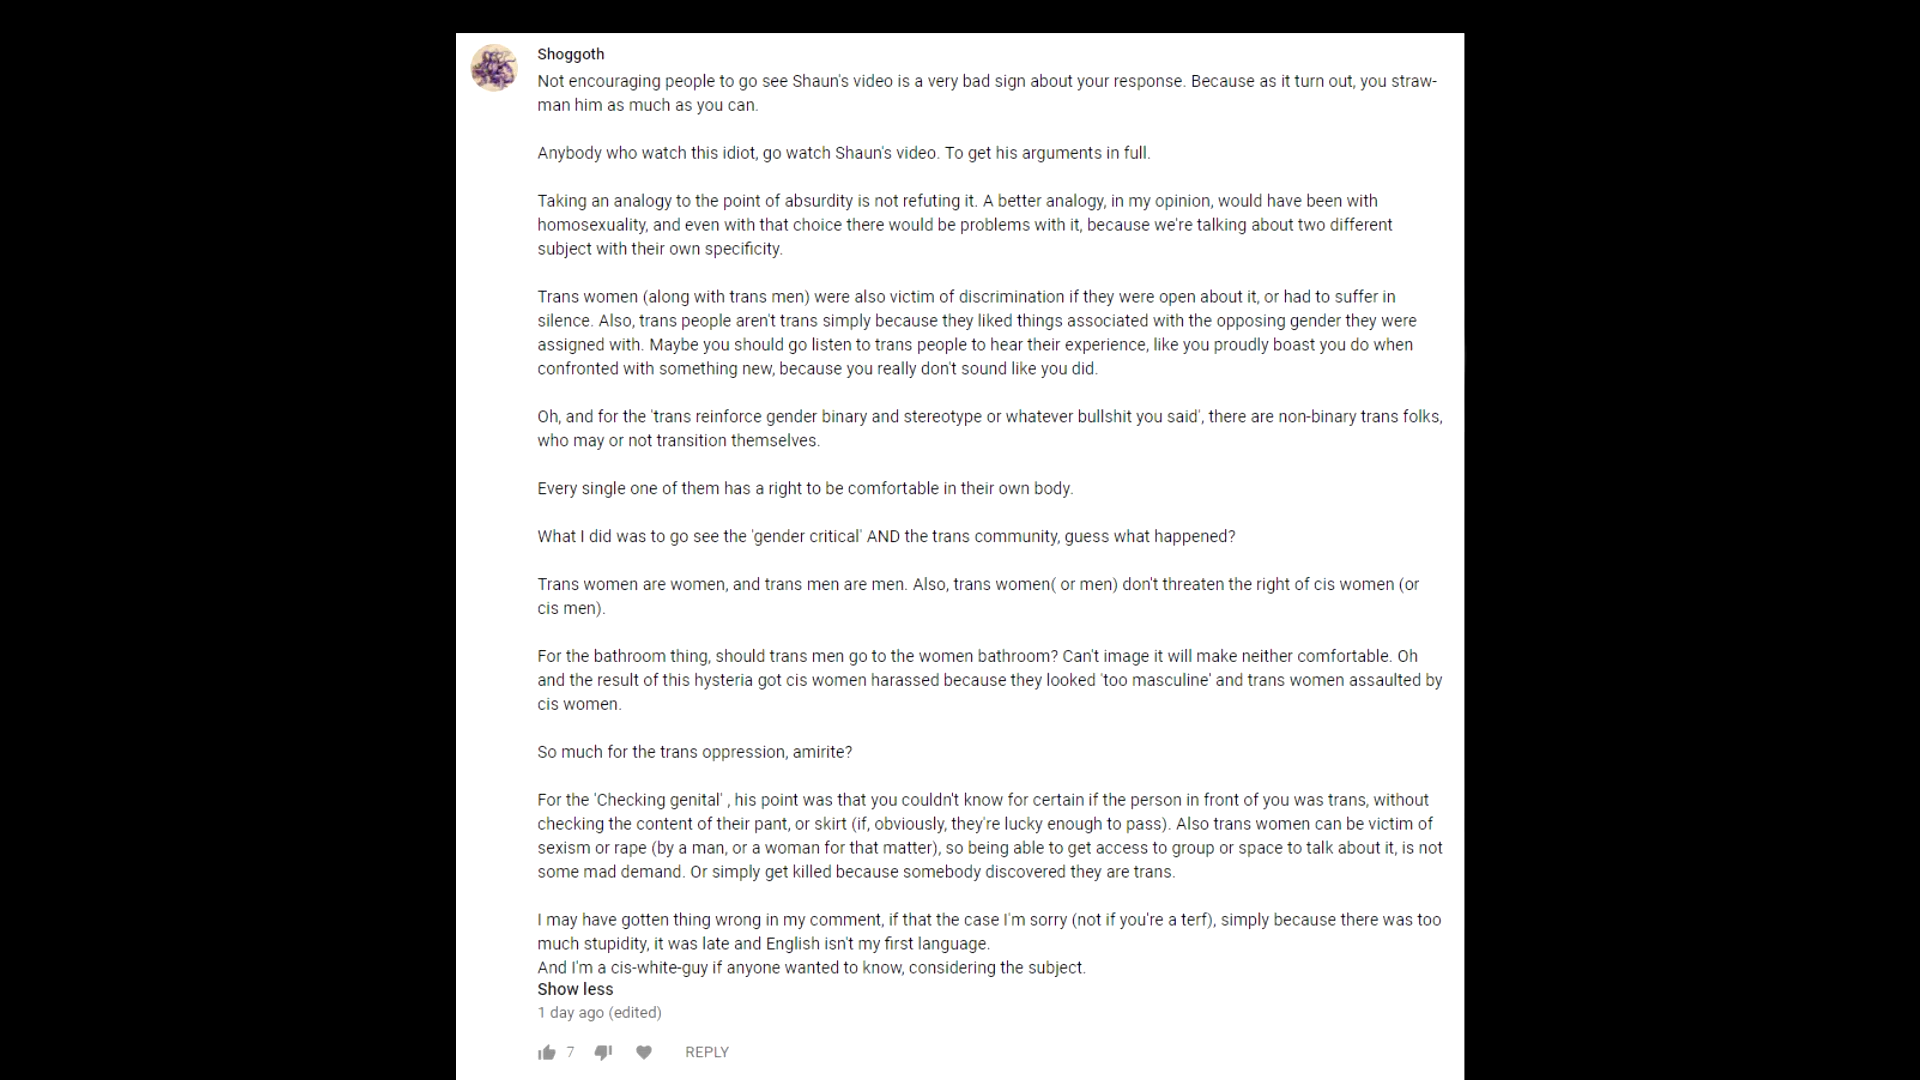 Shoggoth
Not encouraging people to go see Shaun's video is a very bad sign about your response. Because as it turn out, you straw-
man him as much as you can.
Anybody who watch this idiot, go watch Shaun's video. To get his arguments in full.
Taking an analogy to the point of absurdity is not refuting it. A better analogy, in my opinion, would have been with
homosexuality, and even with that choice there would be problems with it, because we're talking about two different
subject with their own specificity.
Trans women (along with trans men) were also victim of discrimination if they were open about it, or had to suffer in
silence. Also, trans people aren't trans simply because they liked things associated with the opposing gender they were
assigned with. Maybe you should go listen to trans people to hear their experience, like you proudly boast you do when
confronted with something new, because you really don't sound like you did.
Oh, and for the 'trans reinforce gender binary and stereotype or whatever bullshit you said', there are non-binary trans folks,
who may or not transition themselves.
Every single one of them has a right to be comfortable in their own body.
What I did was to go see the 'gender critical' AND the trans community, guess what happened?
Trans women are women, and trans men are men. Also, trans women( or men) don't threaten the right of cis women (or
cis men).
For the bathroom thing, should trans men go to the women bathroom? Can't image it will make neither comfortable. Oh
and the result of this hysteria got cis women harassed because they looked 'too masculine' and trans women assaulted by
cis women.
So much for the trans oppression, amirite?
For the 'Checking genital' , his point was that you couldn't know for certain if the person in front of you was trans, without
checking the content of their pant, or skirt (if, obviously, they're lucky enough to pass). Also trans women can be victim of
sexism or rape (by a man, or a woman for that matter), so being able to get access to group or space to talk about it, is not
some mad demand. Or simply get killed because somebody discovered they are trans.
I may have gotten thing wrong in my comment, if that the case I'm sorry (not if you're a terf), simply because there was too
much stupidity, it was late and English isn't my first language.
And I'm a cis-white-guy if anyone wanted to know, considering the subject.
Show less
1 day ago (edited)
7 REPLY